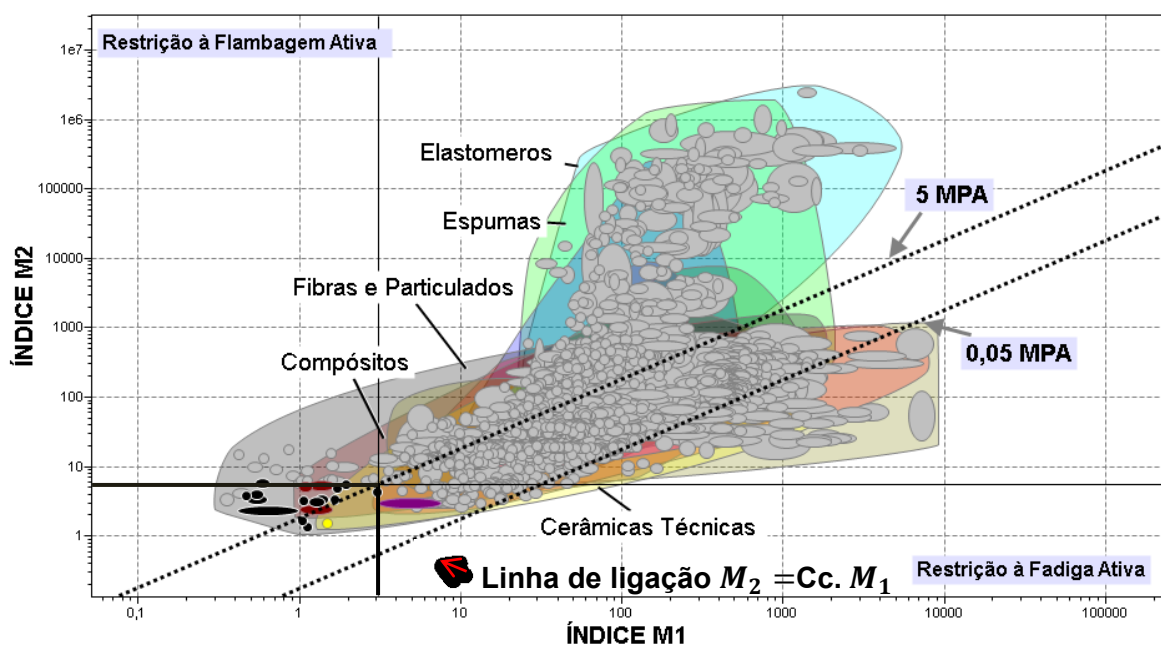 Restrição à Flambagem Ativa
1e7
1e6
100000
10000
1000
100
10
1
ÍNDICE M2
Elastomeros
Espumas
Fibras e Particulados
Compósitos
5 MPA
0,05 MPA
Cerâmicas Técnicas
Restrição à Fadiga Ativa
Linha de ligação M₂ =Cc. M₁
0,1
1
10
100
1000
10000
100000
ÍNDICE M1